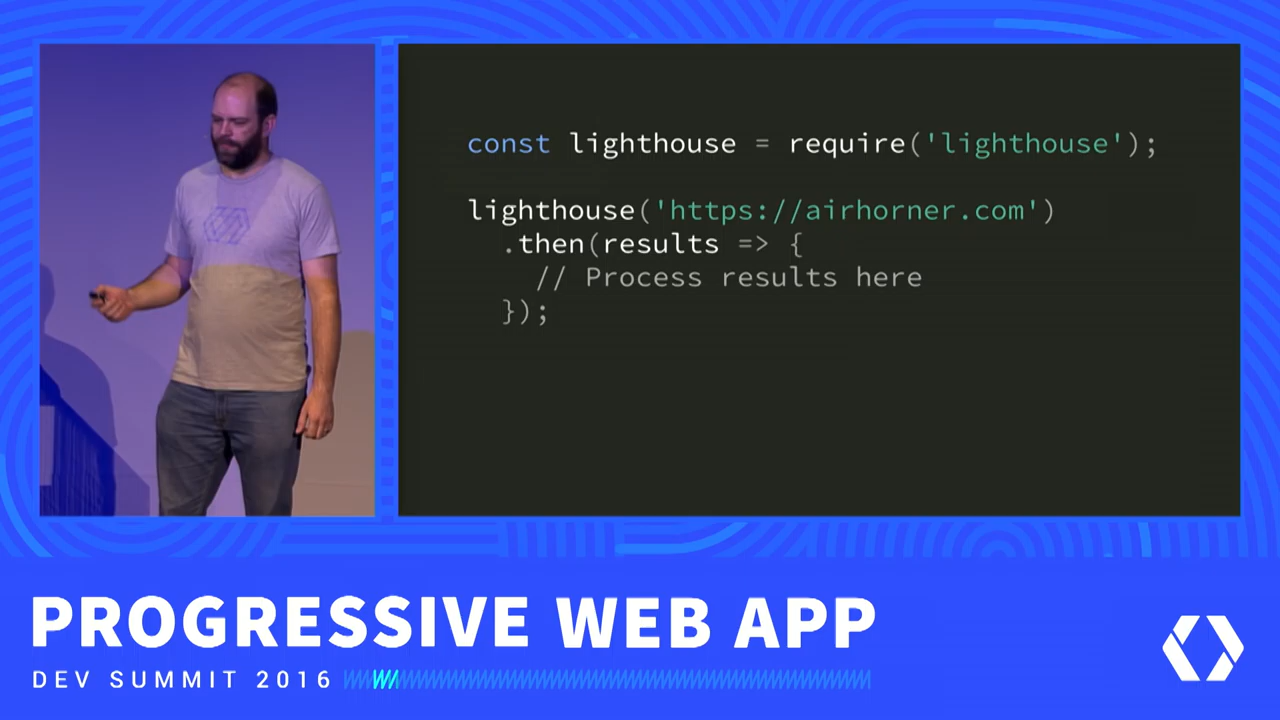 const lighthouse = require('lighthouse');
lighthouse('https://airhorner.com')
.then(results => {
// Process results here
});
PROGRESSIVE WEB APP
DEV SUMMIT 2016